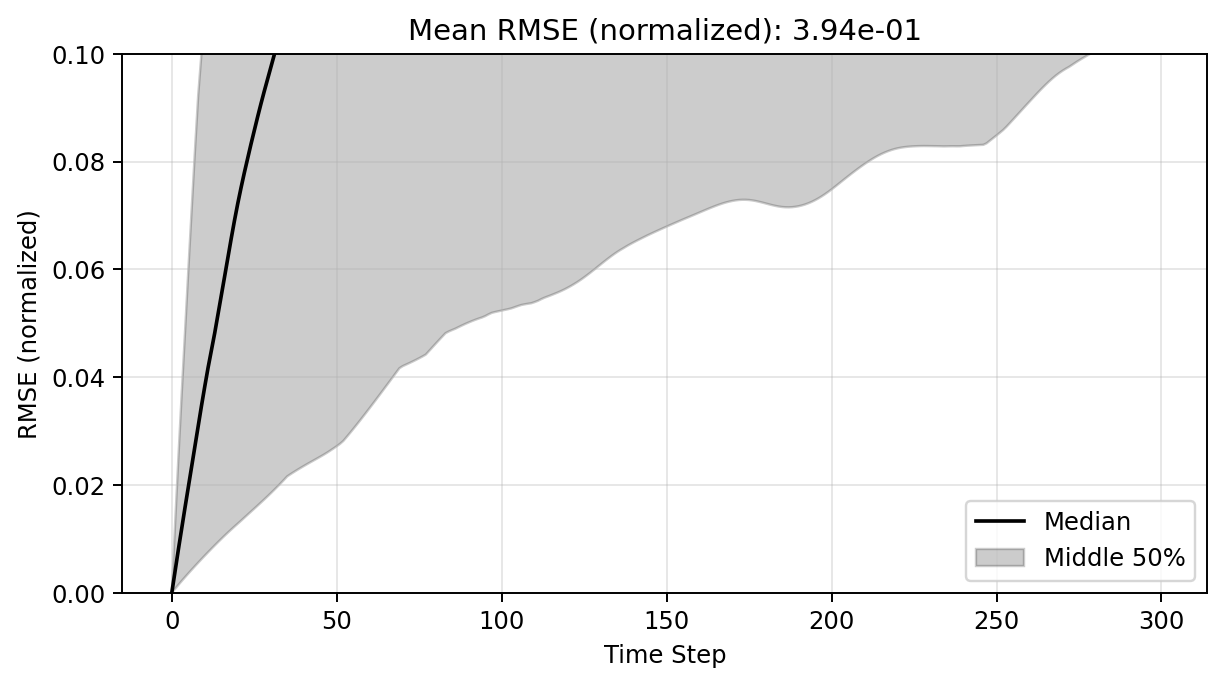 Mean RMSE (normalized): 3.94e-01
0.10
0.08
0.06
0.04
0.02
0.00
RMSE (normalized)
Median
Middle 50%
0 50 100 150 200 250 300
Time Step